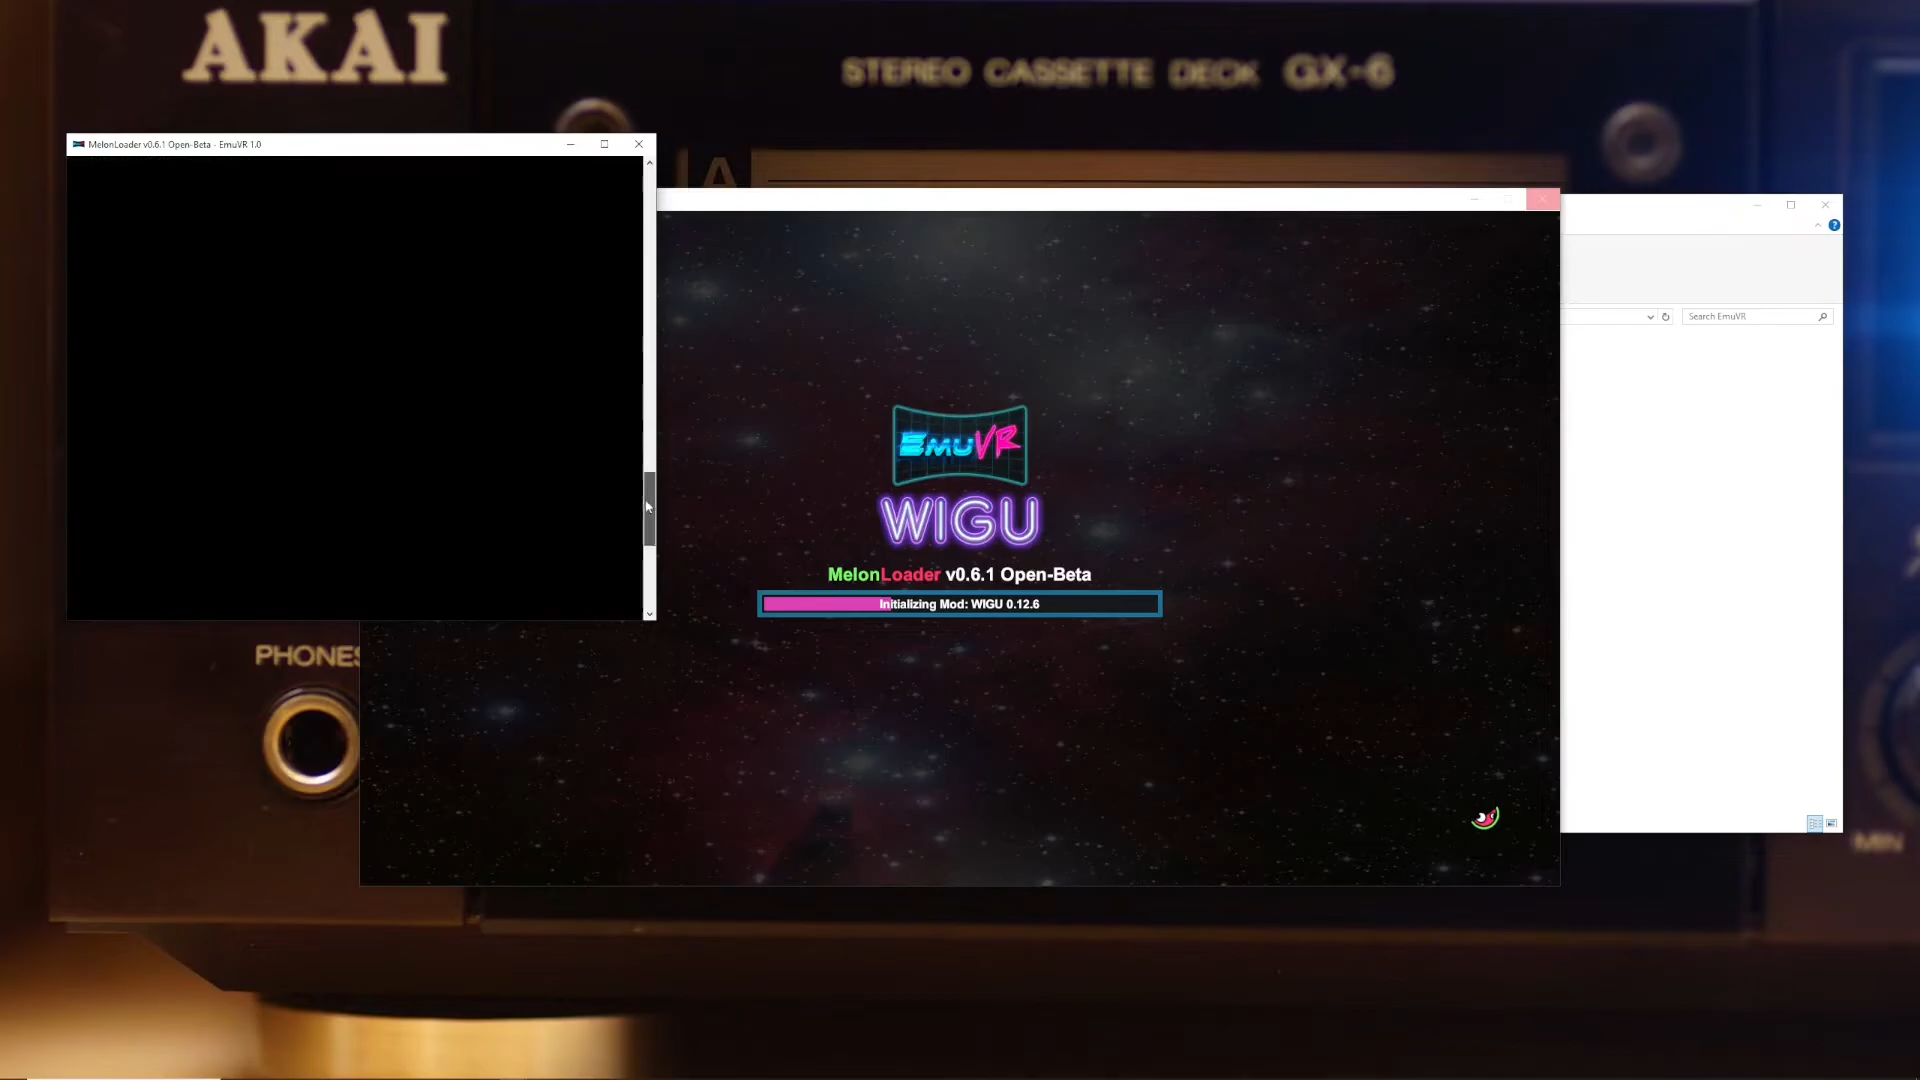 AKAI
STEREO CASSETTE DECK GX-6
MelonLoader v0.6.1 Open-Beta - EmuVR 1.0
A
Search EmuVR
EmuVR
WIGU
MelonLoader v0.6.1 Open-Beta
Initializing Mod: WIGU 0.12.6
PHONES
MIN